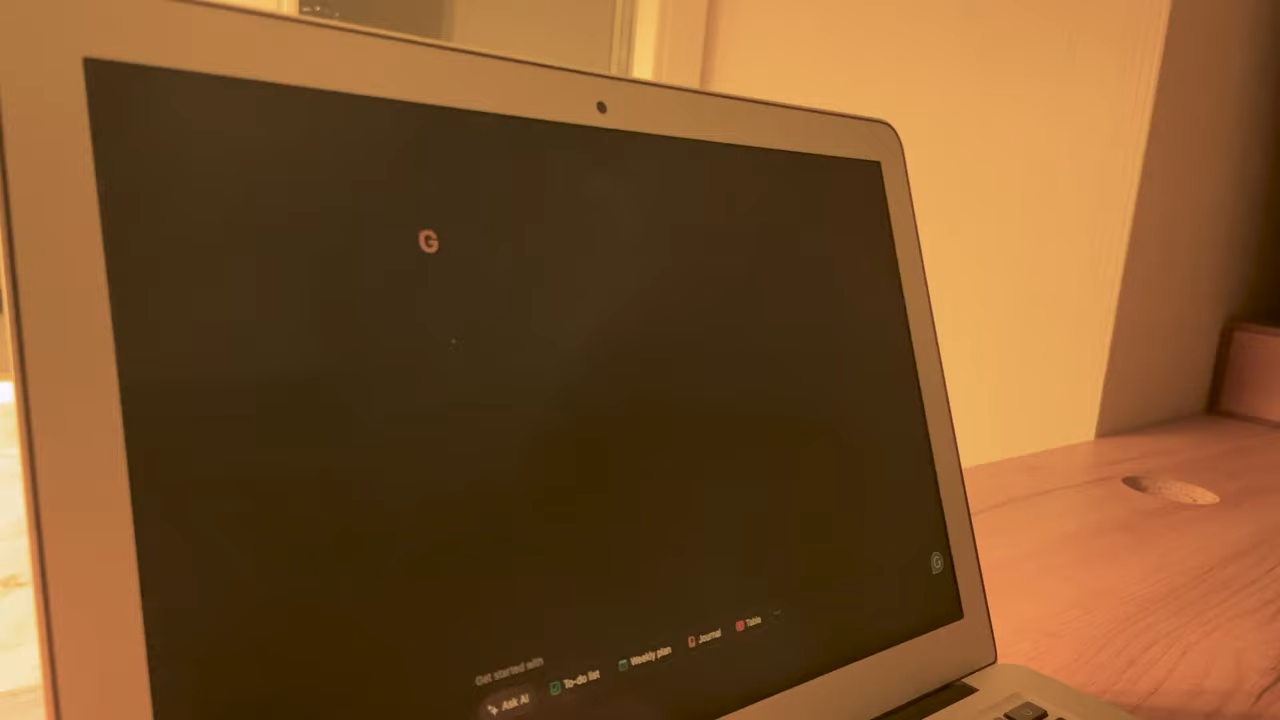 G
Get started with
Ask AI
To-do list
Weekly plan
Journal
Table